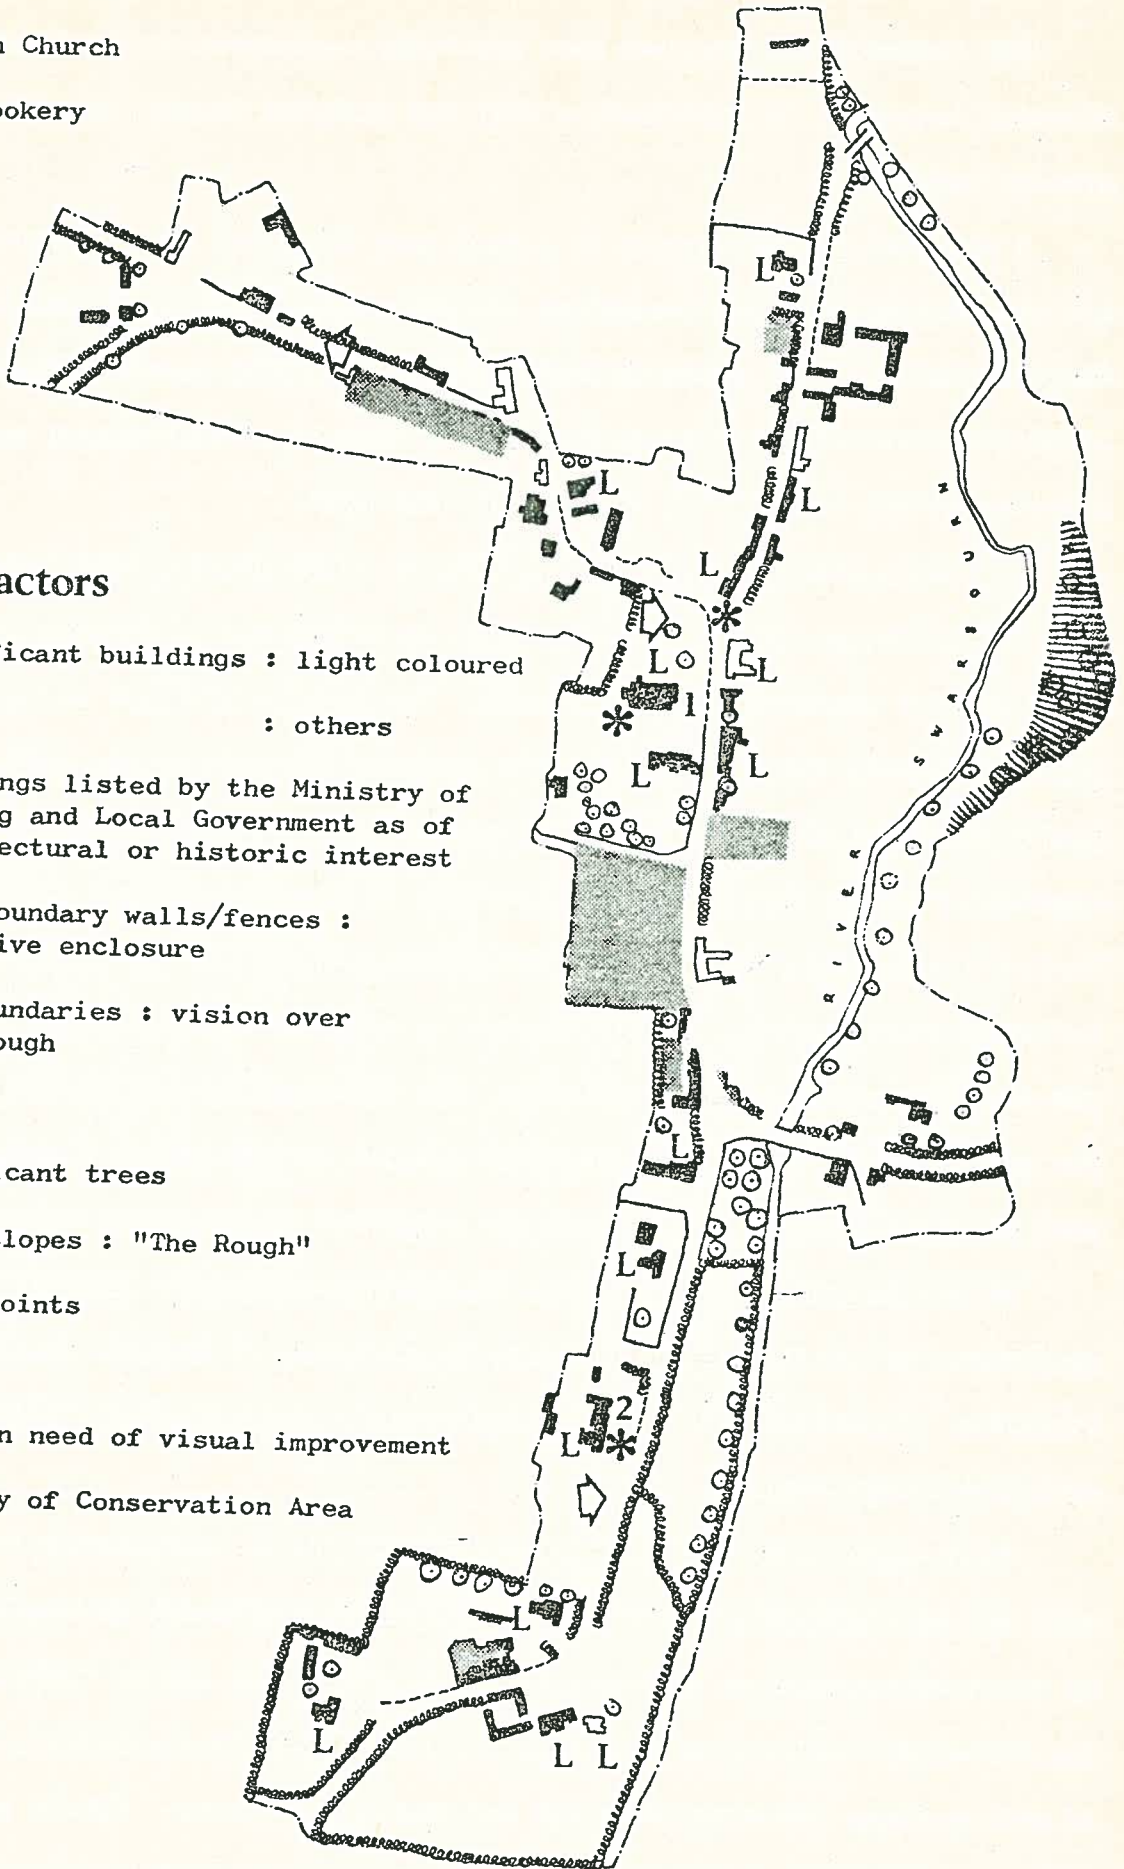 n Church
ookery
actors
icant buildings : light coloured
: others
ngs listed by the Ministry of
g and Local Government as of
ectural or historic interest
oundary walls/fences :
ive enclosure
undaries : vision over
ough
icant trees
lopes : "The Rough"
oints
n need of visual improvement
y of Conservation Area
L
L
L
L
L
L
1
L
L
RIVER SWARBOURN
L
L
2
L
L
L
L
L